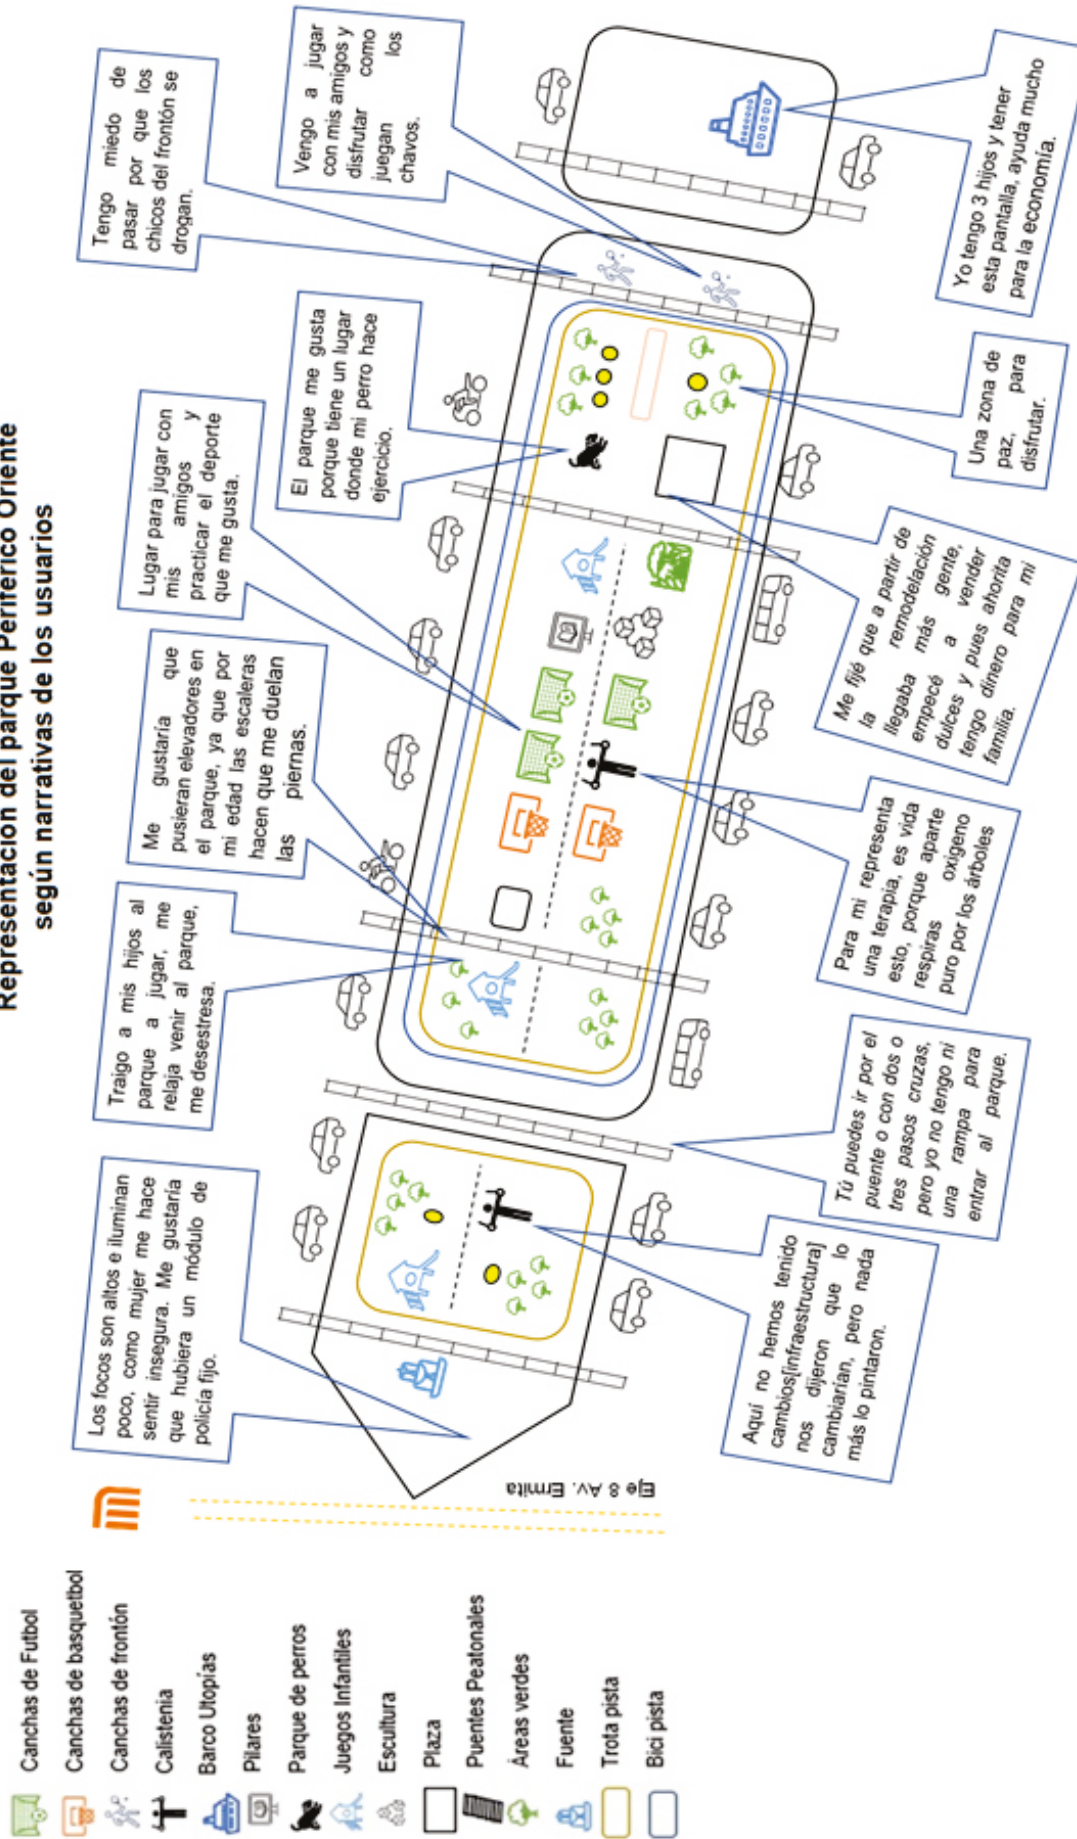 Representación del parque Periférico Oriente
según narrativas de los usuarios
Los focos son altos e iluminan
poco, como mujer me hace
sentir insegura. Me gustaría
que hubiera un módulo de
policía fijo.
Traigo a mis hijos al
parque a jugar, me
relaja venir al parque,
me desestresa.
Me gustaría que
pusieran elevadores en
el parque, ya que por
mi edad las escaleras
hacen que me duelan
las piernas.
Lugar para jugar con
mis amigos y
practicar el deporte
que me gusta.
El parque me gusta
porque tiene un lugar
donde mi perro hace
ejercicio.
Tengo miedo de
pasar por que los
chicos del frontón se
drogan.
Vengo a jugar
con mis amigos y
disfrutar como
juegan los
chavos.
Eje 8 Av. Ermita
Aquí no hemos tenido
cambios[infraestructura]
nos dijeron que lo
cambiarían, pero nada
más lo pintaron.
Tú puedes ir por el
puente o con dos o
tres pasos cruzas,
pero yo no tengo ni
una rampa para
entrar al parque.
Para mi representa
una terapia, es vida
esto, porque aparte
respiras oxigeno
puro por los árboles
Me fijé que a partir de
la remodelación
llegaba más gente,
empecé a vender
dulces y pues ahorita
tengo dinero para mi
familia.
Una zona de
paz, para
disfrutar.
Yo tengo 3 hijos y tener
esta pantalla, ayuda mucho
para la economía.
Canchas de Futbol
Canchas de basquetbol
Canchas de frontón
Calistenia
Barco Utopías
Pilares
Parque de perros
Juegos Infantiles
Escultura
Plaza
Puentes Peatonales
Áreas verdes
Fuente
Trota pista
Bici pista